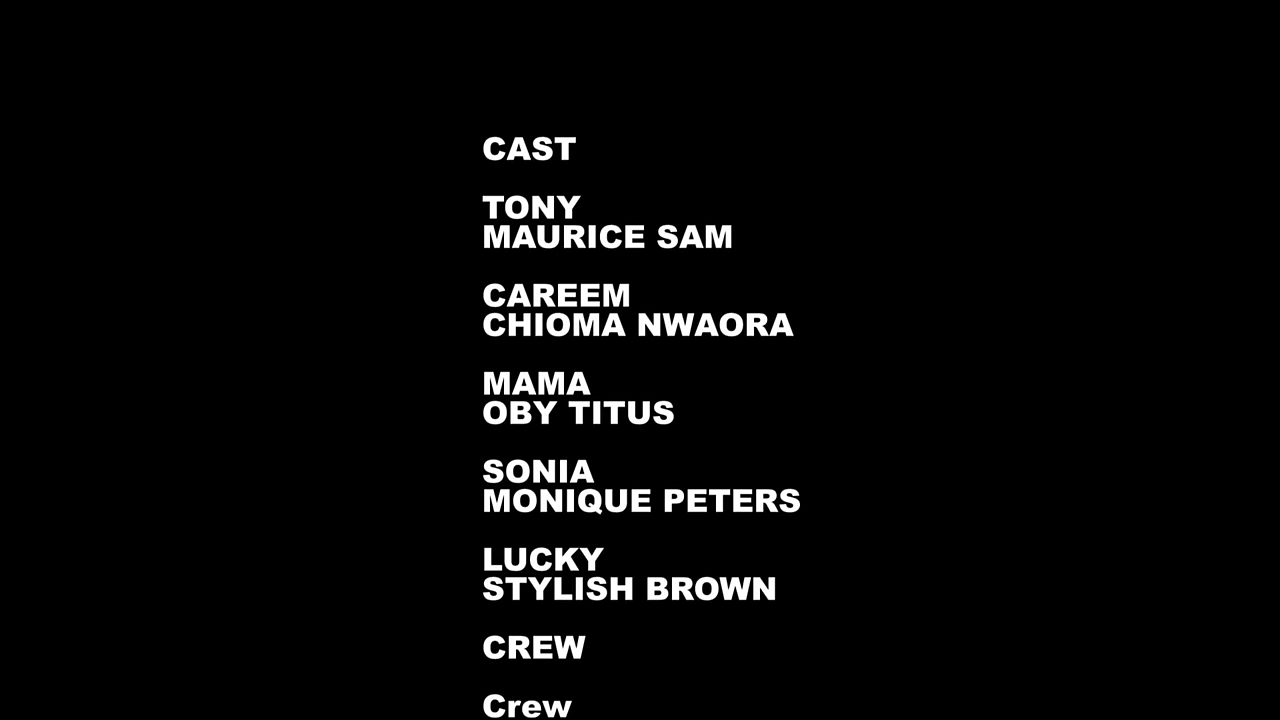 CAST
TONY
MAURICE SAM
CAREEM
CHIOMA NWAORA
MAMA
OBY TITUS
SONIA
MONIQUE PETERS
LUCKY
STYLISH BROWN
CREW
Crew